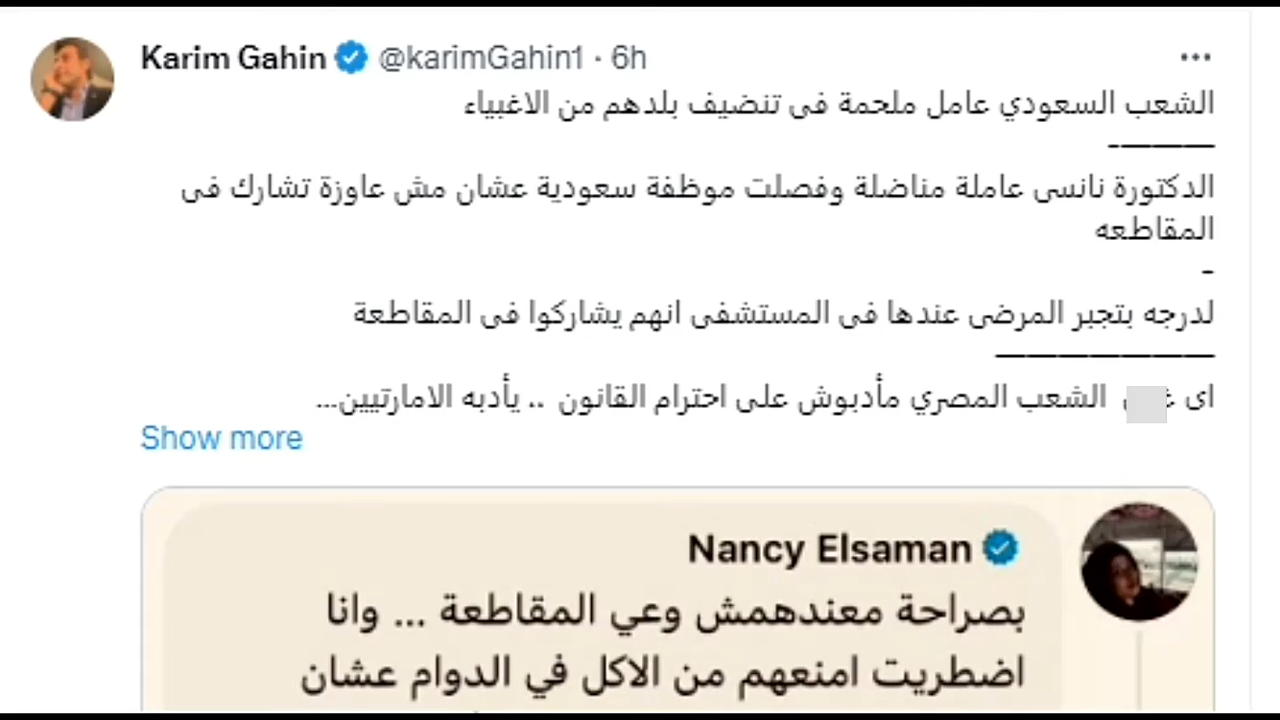 Karim Gahin @karimGahin1 · 6h
الشعب السعودي عامل ملحمة فى تنضيف بلدهم من الاغبياء
ـــــــــــ-
الدكتورة نانسى عاملة مناضلة وفصلت موظفة سعودية عشان مش عاوزة تشارك فى
المقاطعه
-
لدرجه بتجبر المرضى عندها فى المستشفى انهم يشاركوا فى المقاطعة
ــــــــــــــــــــــ
اى الشعب المصري مأدبوش على احترام القانون .. يأدبه الامارتيين...
Show more
Nancy Elsaman
بصراحة معندهمش وعي المقاطعة ... وانا
اضطريت امنعهم من الاكل في الدوام عشان